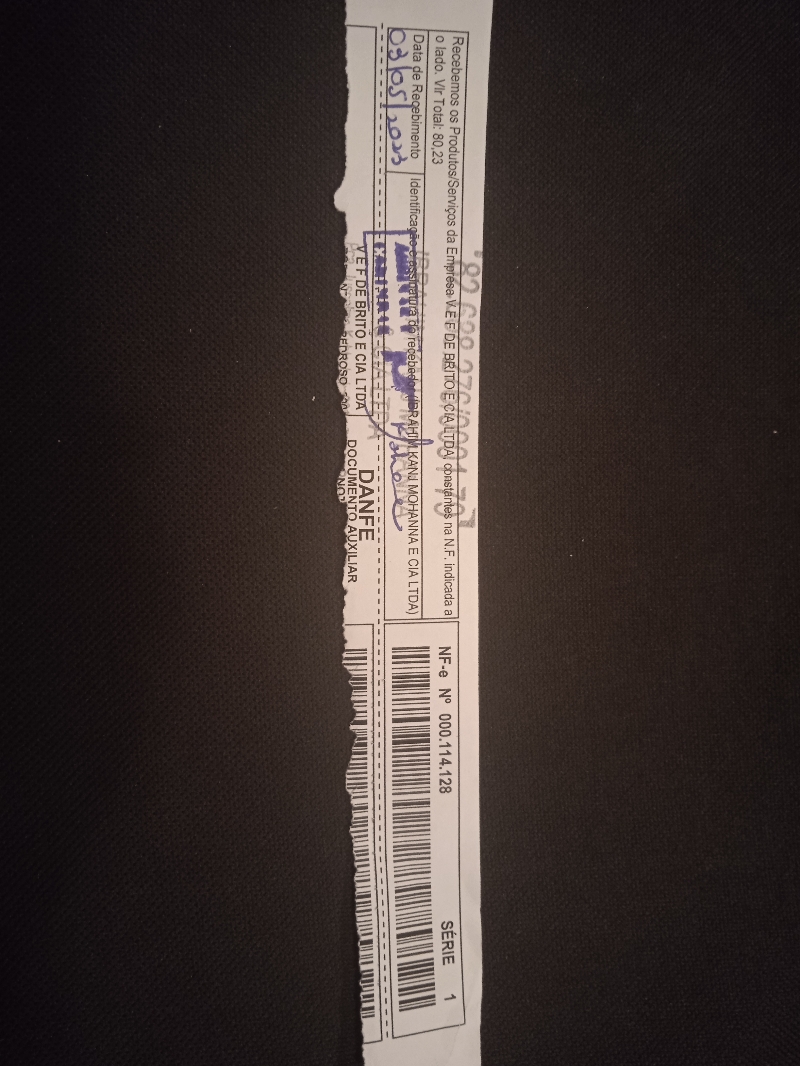 Recebemos os Produtos/Serviços da Empresa V E F DE BRITO E CIA LTDA, constantes na N.F. indicada a
o lado. Vlr Total: 80,23
Data de Recebimento
03/05/2023
Identificação e assinatura do recebedor (IBRAHIM KANJ MOHANNA E CIA LTDA)
NF-e Nº 000.114.128
SÉRIE 1
V E F DE BRITO E CIA LTDA
PEDROSO
DANFE
DOCUMENTO AUXILIAR